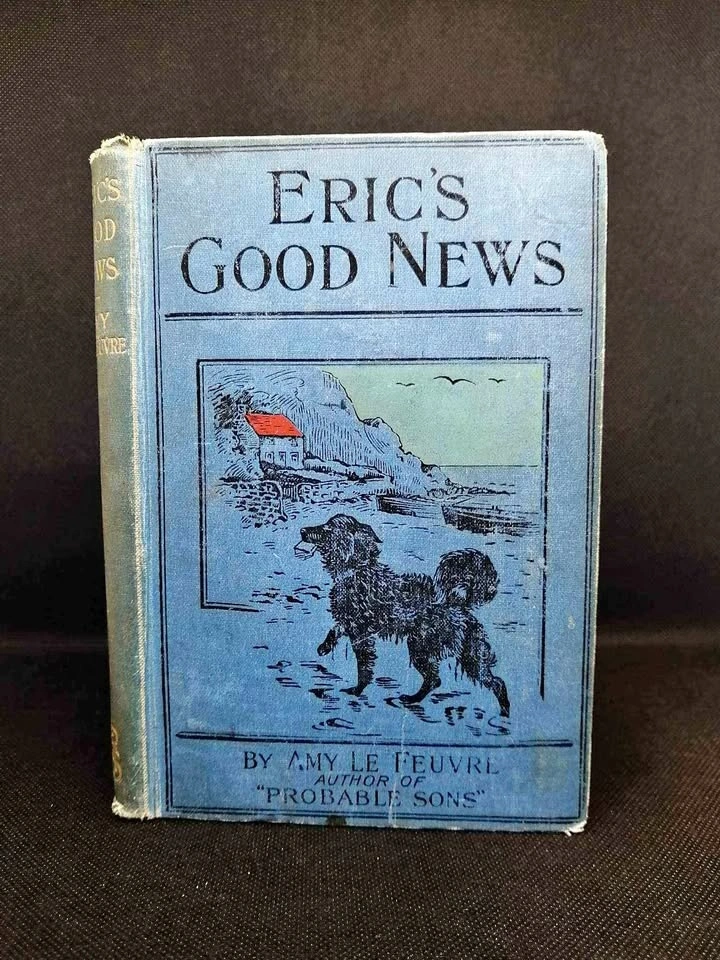 ERIC'S
GOOD NEWS
BY AMY LE FEUVRE
AUTHOR OF
"PROBABLE SONS"